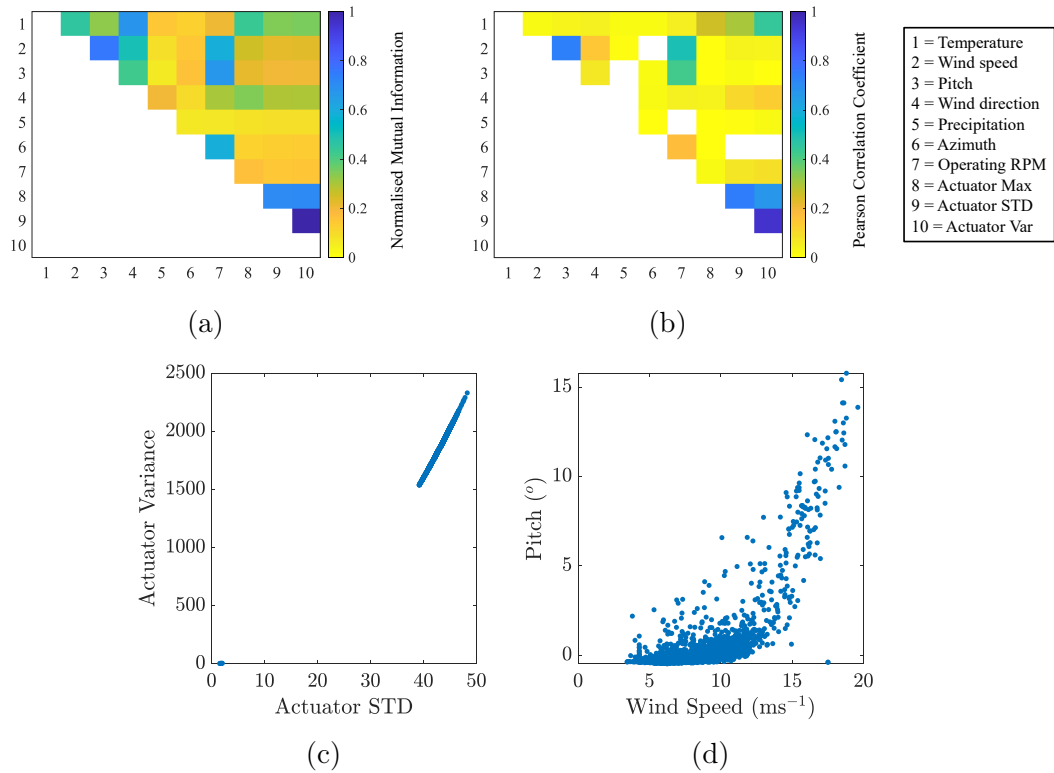 1
2
3
4
5
6
7
8
9
10
1 2 3 4 5 6 7 8 9 10
1
0.8
0.6
0.4
0.2
0
Normalised Mutual Information
(a)
1
2
3
4
5
6
7
8
9
10
1 2 3 4 5 6 7 8 9 10
1
0.8
0.6
0.4
0.2
0
Pearson Correlation Coefficient
(b)
1 = Temperature
2 = Wind speed
3 = Pitch
4 = Wind direction
5 = Precipitation
6 = Azimuth
7 = Operating RPM
8 = Actuator Max
9 = Actuator STD
10 = Actuator Var
2500
2000
1500
1000
500
0
Actuator Variance
0 10 20 30 40 50
Actuator STD
(c)
15
10
5
0
Pitch (°)
0 5 10 15 20
Wind Speed (ms⁻¹)
(d)